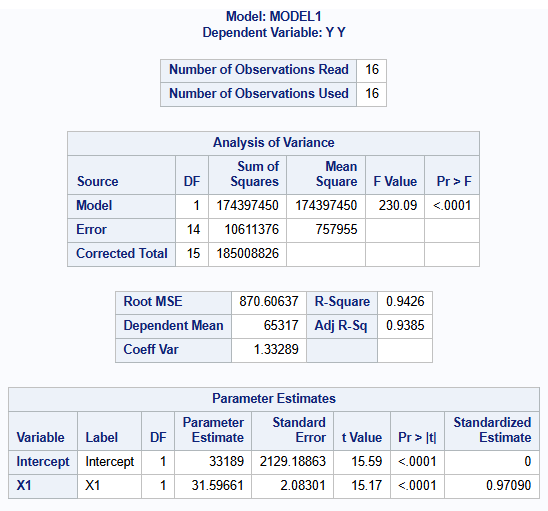 Model: MODEL1
Dependent Variable: Y Y
Number of Observations Read 16
Number of Observations Used 16
Analysis of Variance
Source DF Sum of Squares Mean Square F Value Pr > F
Model 1 174397450 174397450 230.09 <.0001
Error 14 10611376 757955
Corrected Total 15 185008826
Root MSE 870.60637 R-Square 0.9426
Dependent Mean 65317 Adj R-Sq 0.9385
Coeff Var 1.33289
Parameter Estimates
Variable Label DF Parameter Estimate Standard Error t Value Pr > |t| Standardized Estimate
Intercept Intercept 1 33189 2129.18863 15.59 <.0001 0
X1 X1 1 31.59661 2.08301 15.17 <.0001 0.97090